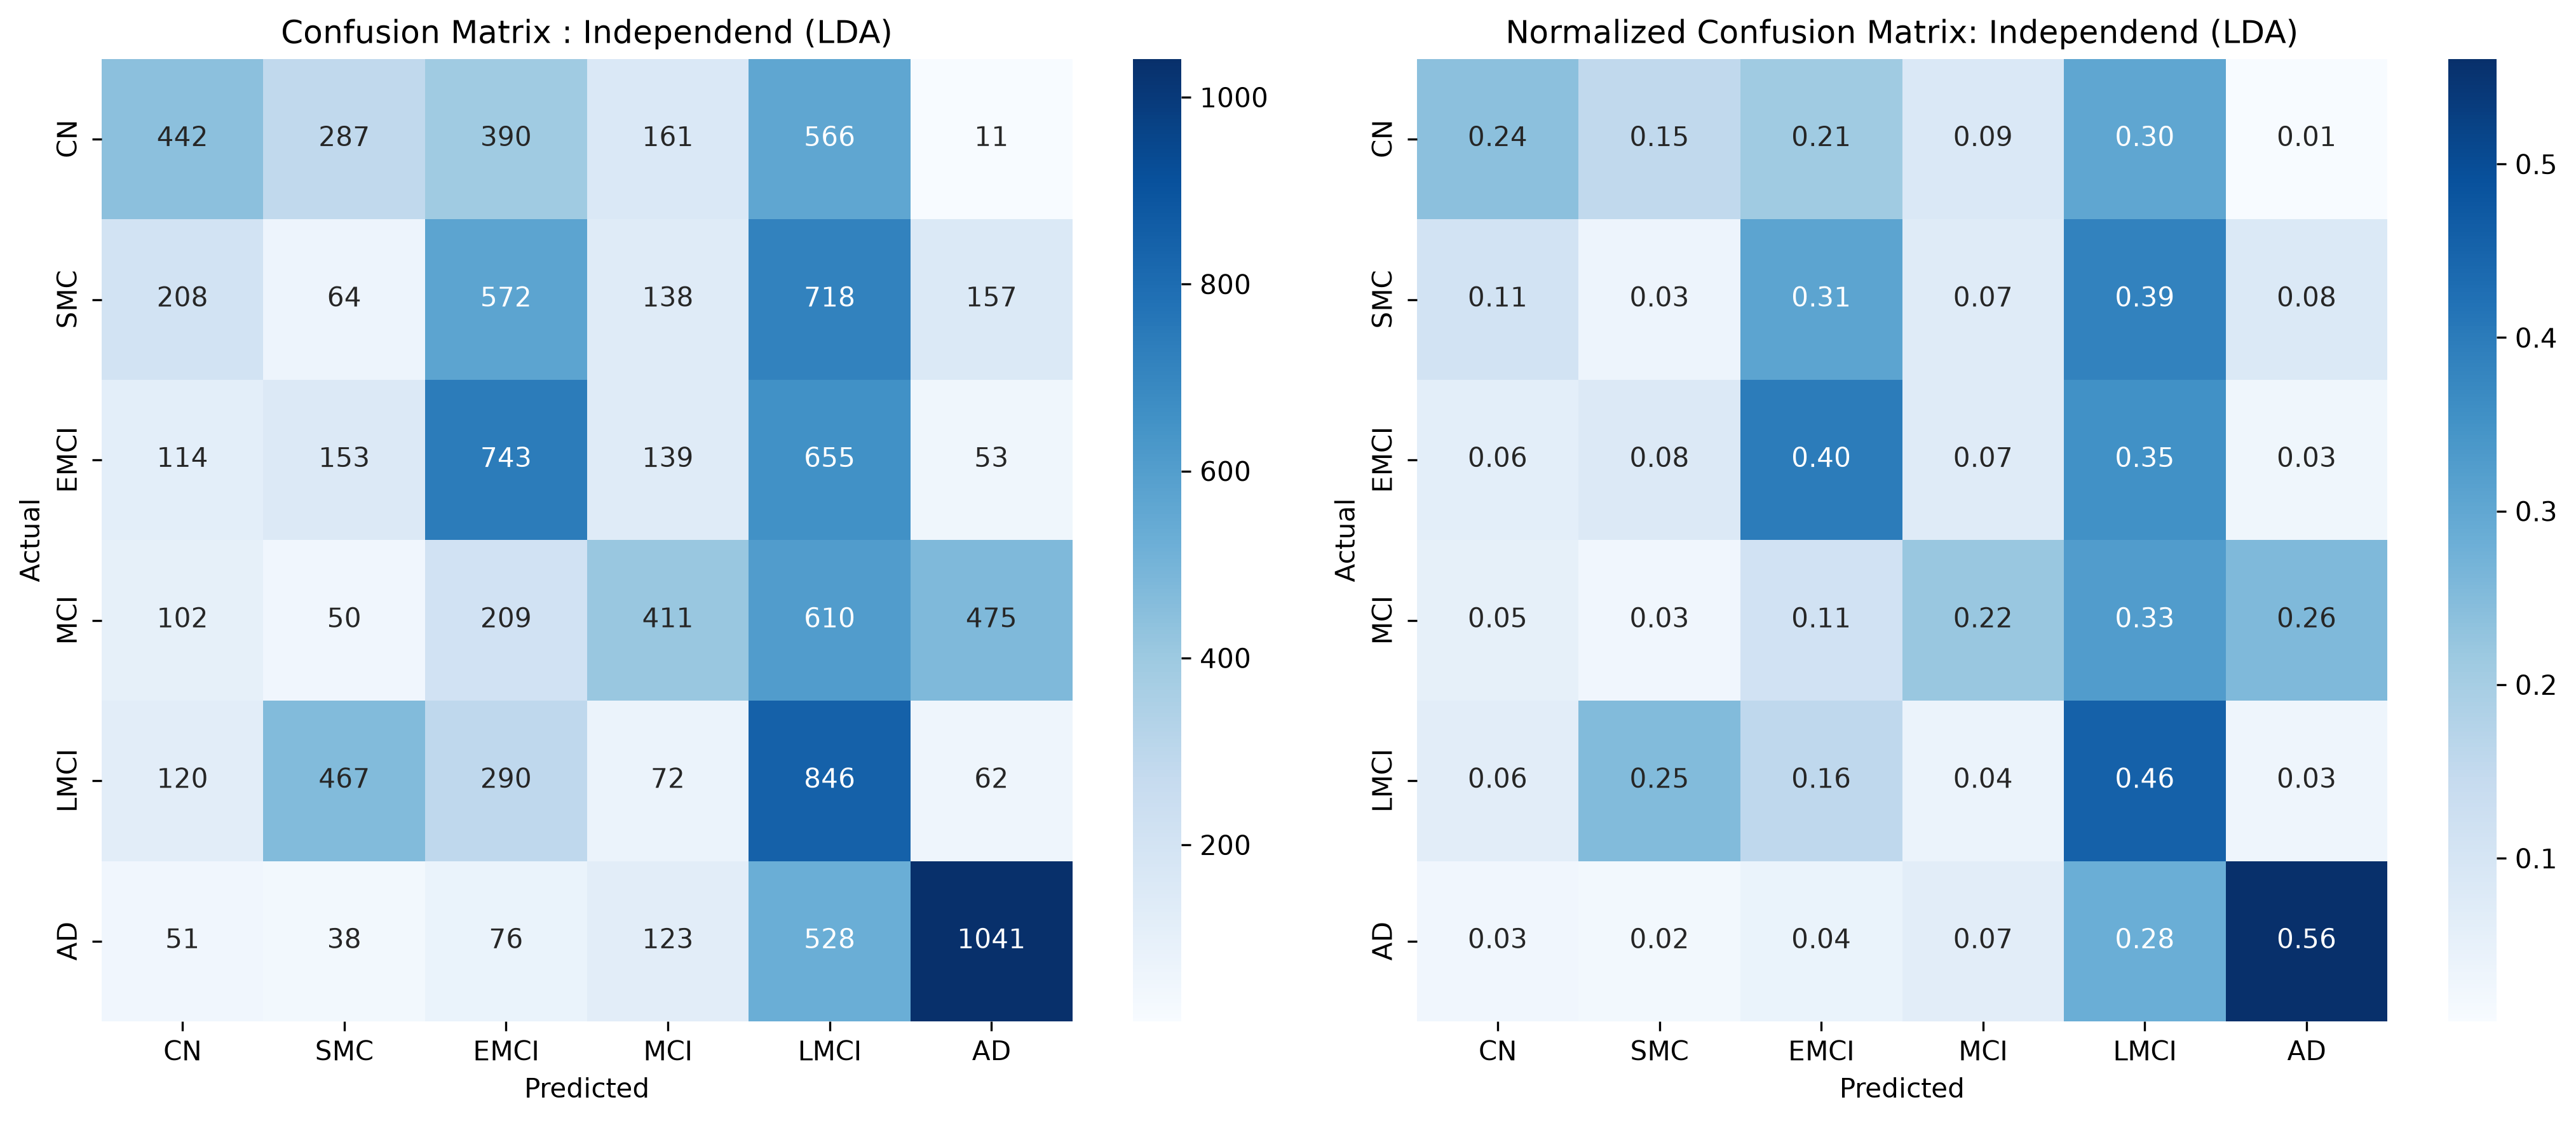 Confusion Matrix : Independend (LDA)
Actual
CN 442 287 390 161 566 11
SMC 208 64 572 138 718 157
EMCI 114 153 743 139 655 53
MCI 102 50 209 411 610 475
LMCI 120 467 290 72 846 62
AD 51 38 76 123 528 1041
CN SMC EMCI MCI LMCI AD
Predicted
1000
800
600
400
200
Normalized Confusion Matrix: Independend (LDA)
Actual
CN 0.24 0.15 0.21 0.09 0.30 0.01
SMC 0.11 0.03 0.31 0.07 0.39 0.08
EMCI 0.06 0.08 0.40 0.07 0.35 0.03
MCI 0.05 0.03 0.11 0.22 0.33 0.26
LMCI 0.06 0.25 0.16 0.04 0.46 0.03
AD 0.03 0.02 0.04 0.07 0.28 0.56
CN SMC EMCI MCI LMCI AD
Predicted
0.5
0.4
0.3
0.2
0.1